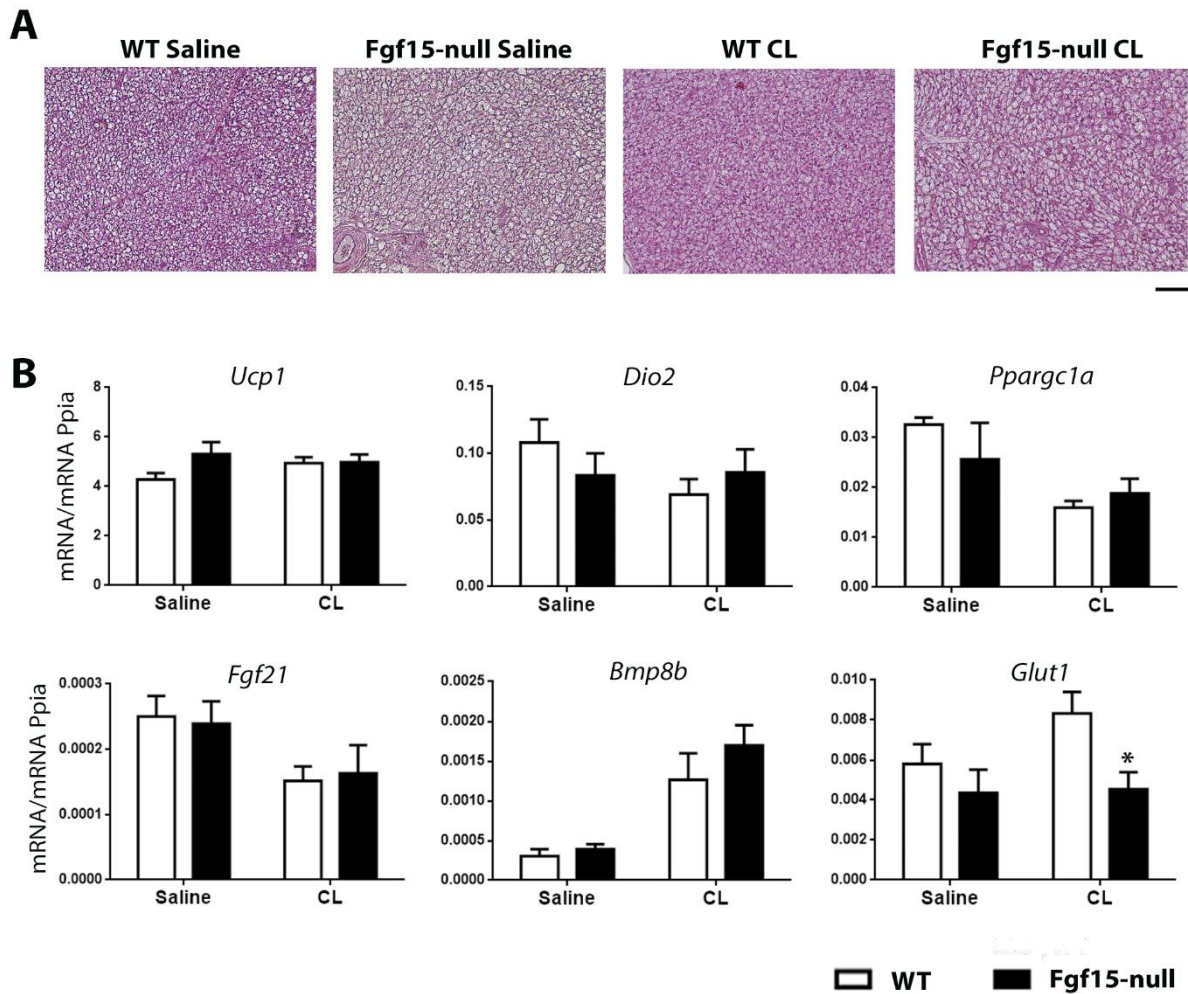 A
WT Saline
Fgf15-null Saline
WT CL
Fgf15-null CL
B
mRNA/mRNA Ppia
Ucp1
8
6
4
2
0
Saline
CL
Dio2
0.15
0.10
0.05
0.00
Saline
CL
Ppargc1a
0.04
0.03
0.02
0.01
0.00
Saline
CL
mRNA/mRNA Ppia
Fgf21
0.0003
0.0002
0.0001
0.0000
Saline
CL
Bmp8b
0.0025
0.0020
0.0015
0.0010
0.0005
0.0000
Saline
CL
Glut1
0.010
0.008
0.006
0.004
0.002
0.000
*
Saline
CL
WT
Fgf15-null